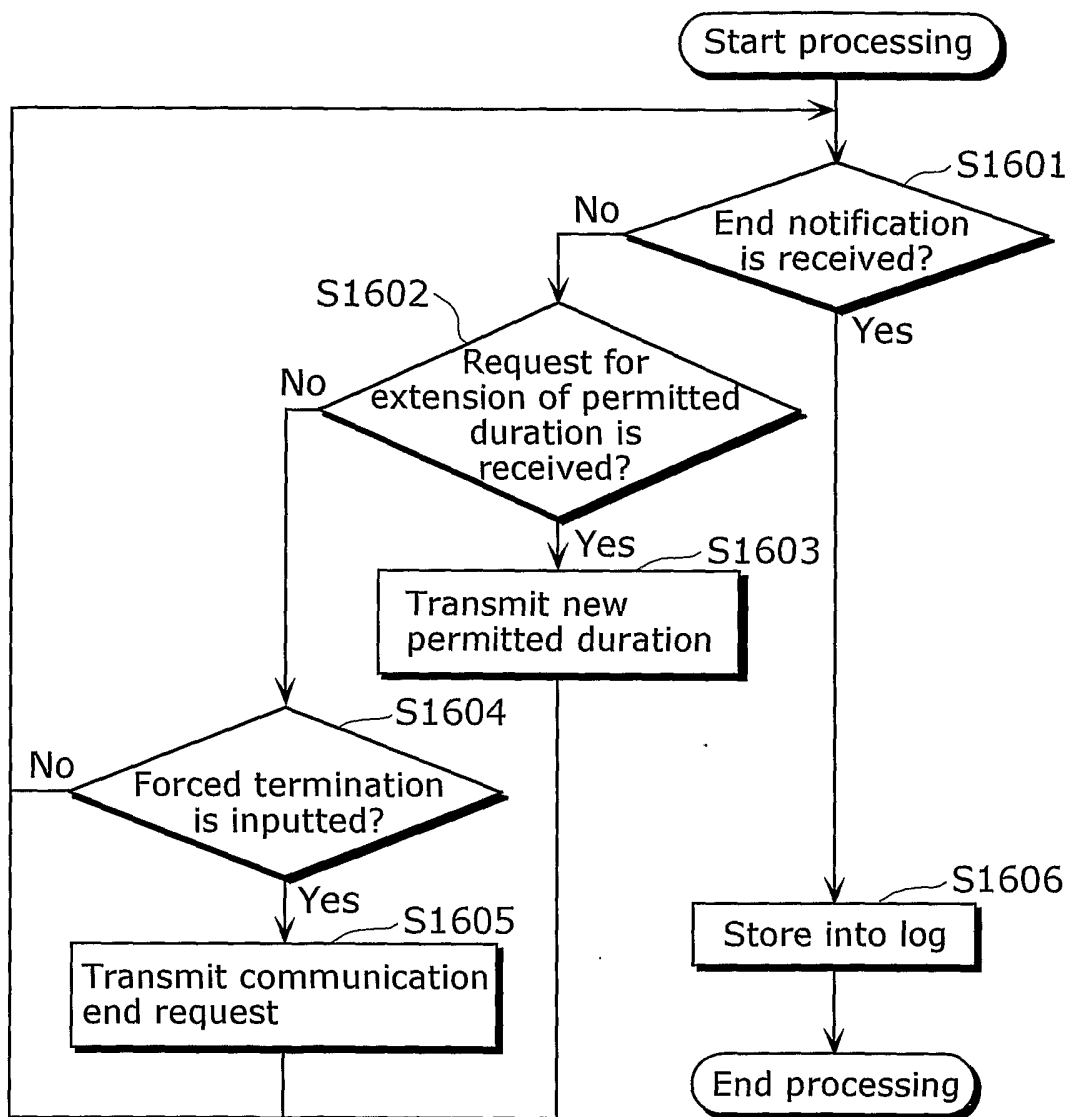 Start processing
S1601
No
End notification
is received?
Yes
S1602
No
Request for
extension of permitted
duration is
received?
Yes
S1603
Transmit new
permitted duration
S1604
No
Forced termination
is inputted?
Yes
S1605
Transmit communication
end request
S1606
Store into log
End processing